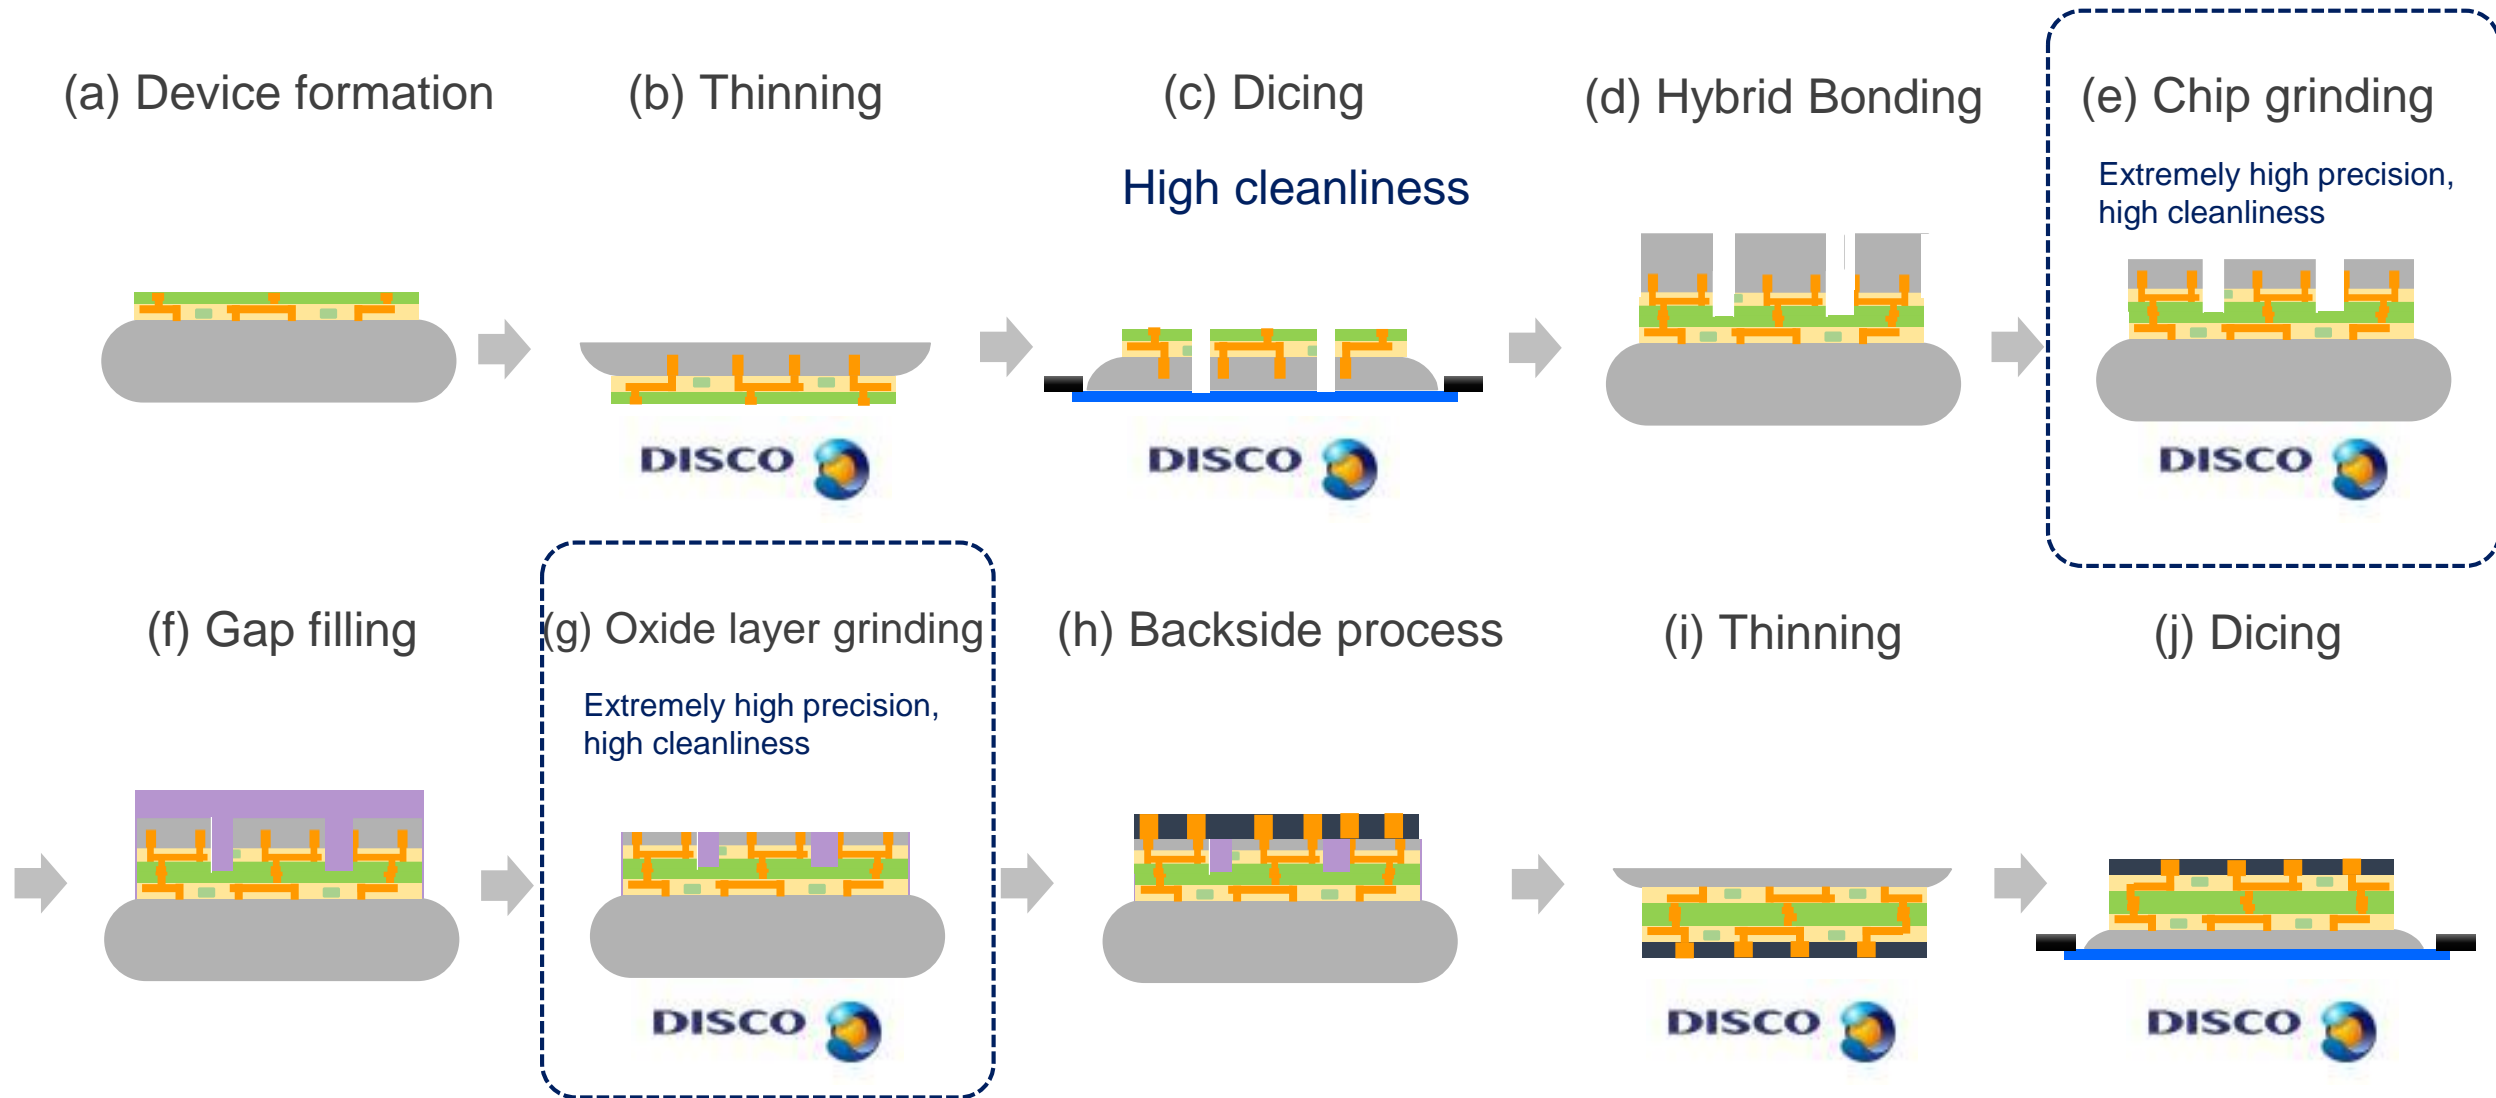 (a) Device formation
(b) Thinning
(c) Dicing
High cleanliness
(d) Hybrid Bonding
(e) Chip grinding
Extremely high precision,
high cleanliness
DISCO
DISCO
DISCO
(f) Gap filling
(g) Oxide layer grinding
Extremely high precision,
high cleanliness
(h) Backside process
(i) Thinning
(j) Dicing
DISCO
DISCO
DISCO